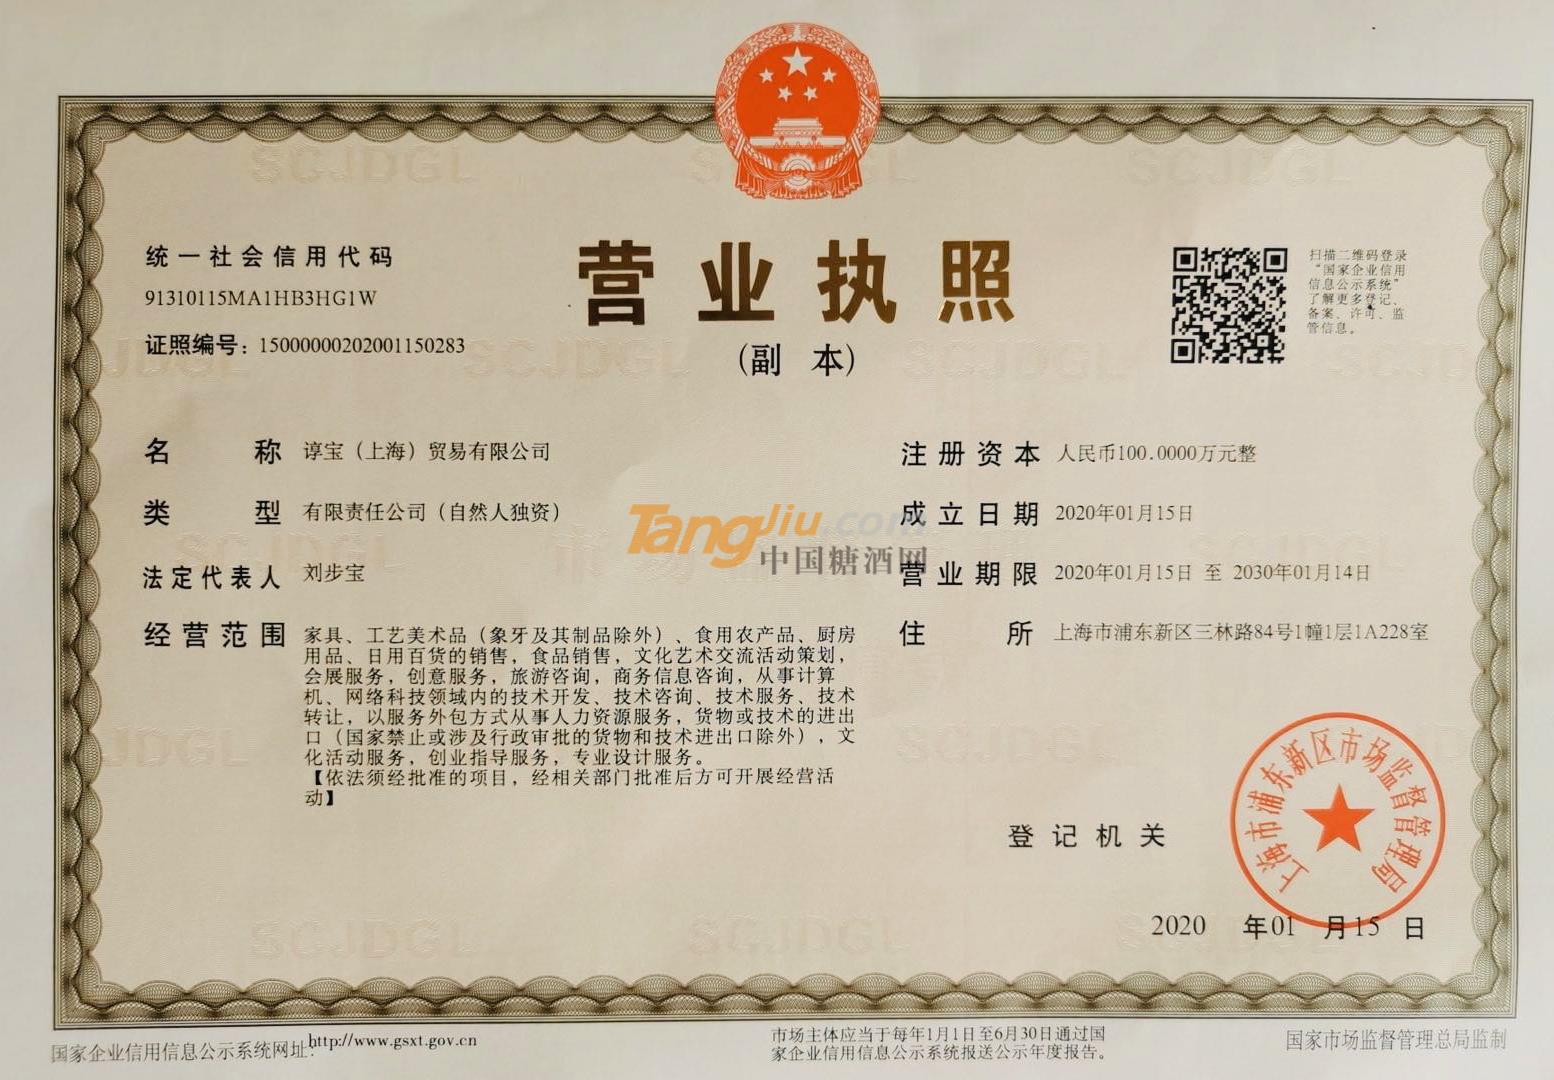 统一社会信用代码
91310115MA1HB3HG1W
证照编号：15000000202001150283
营业执照
（副 本）
扫描二维码登录
“国家企业信用
信息公示系统”
了解更多登记、
备案、许可、监
管信息。
名 称 谆宝（上海）贸易有限公司
类 型 有限责任公司（自然人独资）
法定代表人 刘步宝
经营范围 家具、工艺美术品（象牙及其制品除外）、食用农产品、厨房
用品、日用百货的销售，食品销售，文化艺术交流活动策划，
会展服务，创意服务，旅游咨询，商务信息咨询，从事计算
机、网络科技领域内的技术开发、技术咨询、技术服务、技术
转让，以服务外包方式从事人力资源服务，货物或技术的进出
口（国家禁止或涉及行政审批的货物和技术进出口除外），文
化活动服务，创业指导服务，专业设计服务。
【依法须经批准的项目，经相关部门批准后方可开展经营活
动】
注册资本 人民币100.0000万元整
成立日期 2020年01月15日
营业期限 2020年01月15日 至 2030年01月14日
住 所 上海市浦东新区三林路84号1幢1层1A228室
TangJiu.com
中国糖酒网
登记机关
上海市浦东新区市场监督管理局
2020 年01 月15 日
国家企业信用信息公示系统网址：http://www.gsxt.gov.cn
市场主体应当于每年1月1日至6月30日通过国
家企业信用信息公示系统报送公示年度报告。
国家市场监督管理总局监制